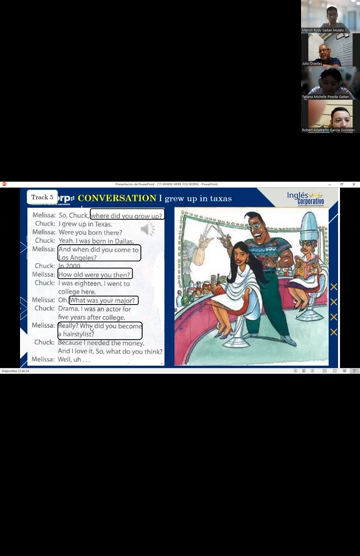 Track 5
CONVERSATION I grew up in texas
Inglés
Corporativo
Melissa: So, Chuck, where did you grow up?
Chuck: I grew up in Texas.
Melissa: Were you born there?
Chuck: Yeah. I was born in Dallas.
Melissa: And when did you come to
Los Angeles?
Chuck: In 2000.
Melissa: How old were you then?
Chuck: I was eighteen. I went to
college here.
Melissa: Oh, What was your major?
Chuck: Drama. I was an actor for
five years after college.
Melissa: Really? Why did you become
a hairstylist?
Chuck: Because I needed the money.
And I love it. So, what do you think?
Melissa: Well, uh . . .